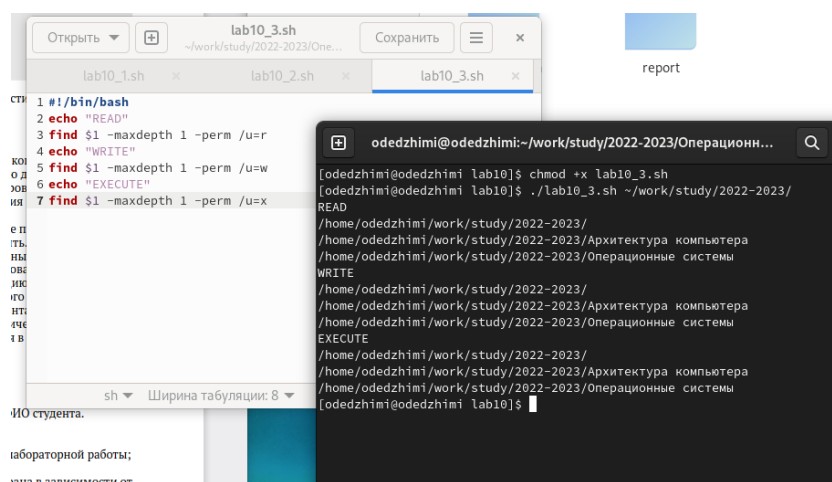 Открыть
lab10_3.sh
~/work/study/2022-2023/Опе...
Сохранить
lab10_1.sh
lab10_2.sh
lab10_3.sh
1 #!/bin/bash
2 echo "READ"
3 find $1 -maxdepth 1 -perm /u=r
4 echo "WRITE"
5 find $1 -maxdepth 1 -perm /u=w
6 echo "EXECUTE"
7 find $1 -maxdepth 1 -perm /u=x
sh
Ширина табуляции: 8
report
odedzhimi@odedzhimi:~/work/study/2022-2023/Операционн...
[odedzhimi@odedzhimi lab10]$ chmod +x lab10_3.sh
[odedzhimi@odedzhimi lab10]$ ./lab10_3.sh ~/work/study/2022-2023/
READ
/home/odedzhimi/work/study/2022-2023/
/home/odedzhimi/work/study/2022-2023/Архитектура компьютера
/home/odedzhimi/work/study/2022-2023/Операционные системы
WRITE
/home/odedzhimi/work/study/2022-2023/
/home/odedzhimi/work/study/2022-2023/Архитектура компьютера
/home/odedzhimi/work/study/2022-2023/Операционные системы
EXECUTE
/home/odedzhimi/work/study/2022-2023/
/home/odedzhimi/work/study/2022-2023/Архитектура компьютера
/home/odedzhimi/work/study/2022-2023/Операционные системы
[odedzhimi@odedzhimi lab10]$
студента.
работы;
в зависимости от